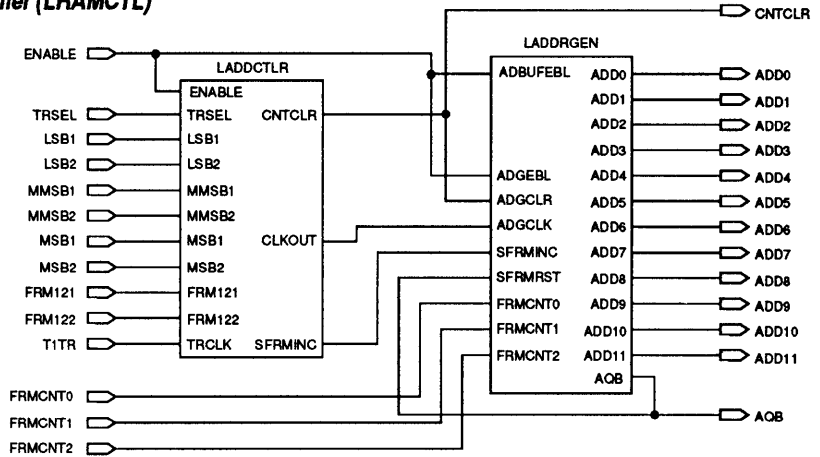 (LRAMCTL)
CNTCLR
ENABLE
LADDCTLR
LADDRGEN
ENABLE
ADBUFEBL
ADD0
ADD0
ADD1
ADD1
TRSEL
TRSEL
CNTCLR
ADD2
ADD2
LSB1
LSB1
ADD3
ADD3
LSB2
LSB2
ADGEBL
ADD4
ADD4
MMSB1
MMSB1
ADGCLR
ADD5
ADD5
MMSB2
MMSB2
ADGCLK
ADD6
ADD6
MSB1
MSB1
CLKOUT
SFRMINC
ADD7
ADD7
MSB2
MSB2
SFRMRST
ADD8
ADD8
FRM121
FRM121
FRMCNT0
ADD9
ADD9
FRM122
FRM122
FRMCNT1
ADD10
ADD10
T1TR
TRCLK
SFRMINC
FRMCNT2
ADD11
ADD11
AQB
FRMCNT0
AQB
FRMCNT1
FRMCNT2